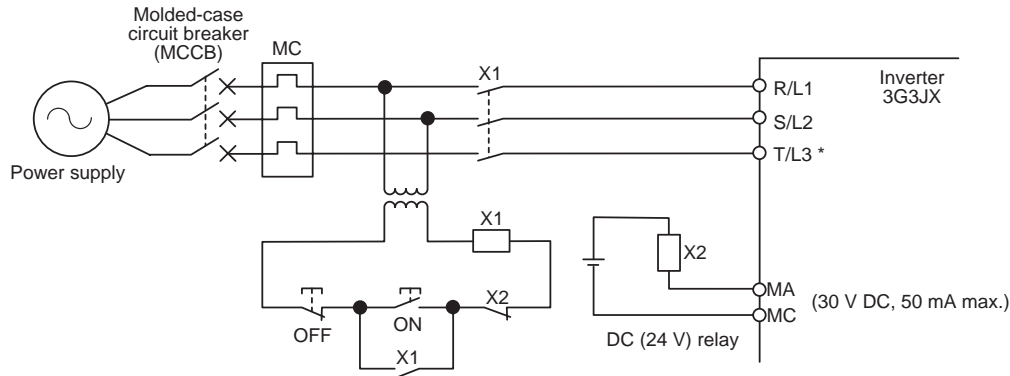 Molded-case
circuit breaker
(MCCB)
MC
X1
Inverter
3G3JX
R/L1
S/L2
T/L3 *
Power supply
X1
X2
X2
OFF
ON
X1
MA
MC
(30 V DC, 50 mA max.)
DC (24 V) relay